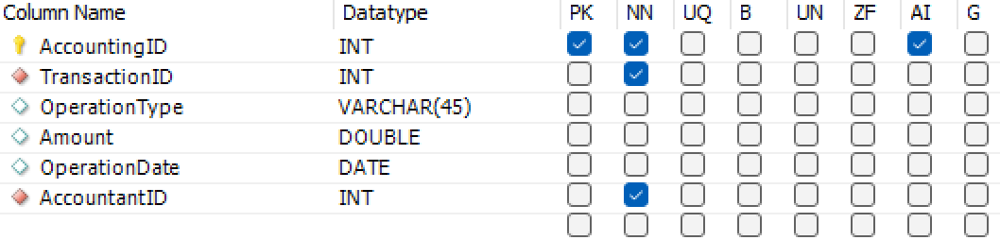 Column Name Datatype PK NN UQ B UN ZF AI G
AccountingID INT
TransactionID INT
OperationType VARCHAR(45)
Amount DOUBLE
OperationDate DATE
AccountantID INT